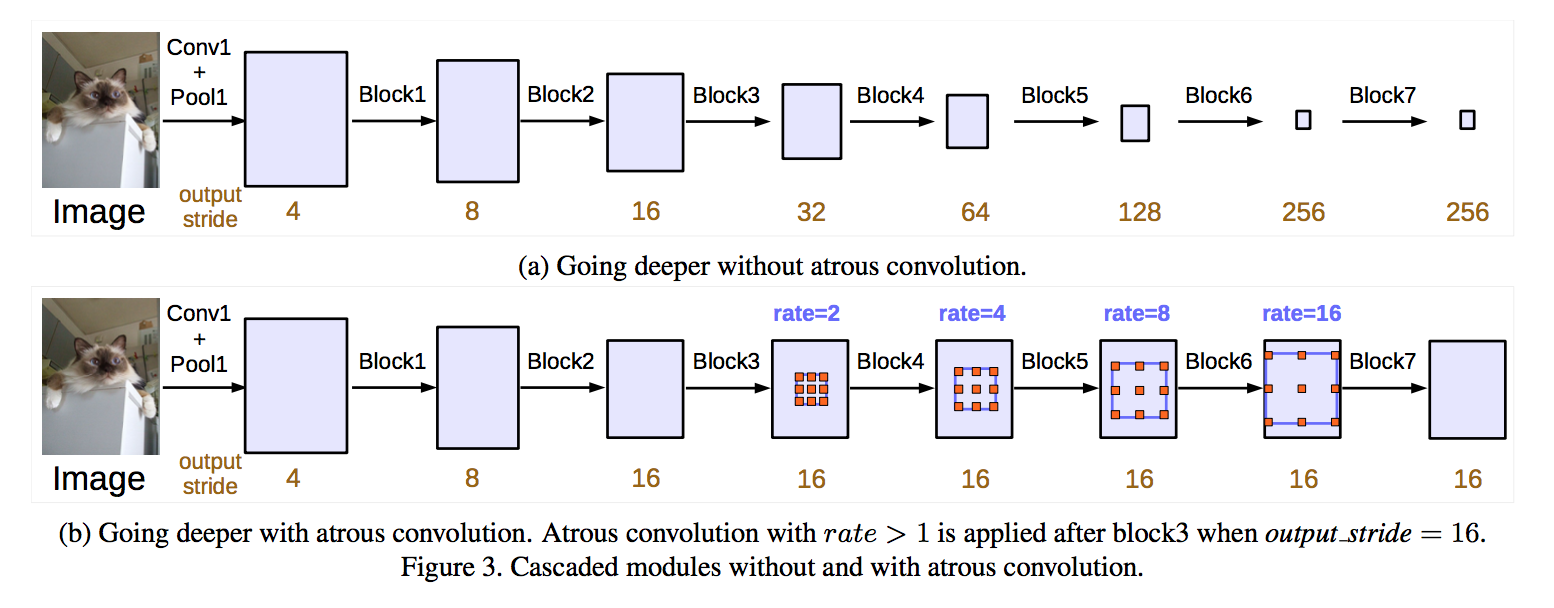 Conv1
+
Pool1
Block1
Block2
Block3
Block4
Block5
Block6
Block7
Image
output
stride
4
8
16
32
64
128
256
256
(a) Going deeper without atrous convolution.
rate=2
rate=4
rate=8
rate=16
Conv1
+
Pool1
Block1
Block2
Block3
Block4
Block5
Block6
Block7
Image
output
stride
4
8
16
16
16
16
16
16
(b) Going deeper with atrous convolution. Atrous convolution with rate > 1 is applied after block3 when output_stride = 16.
Figure 3. Cascaded modules without and with atrous convolution.